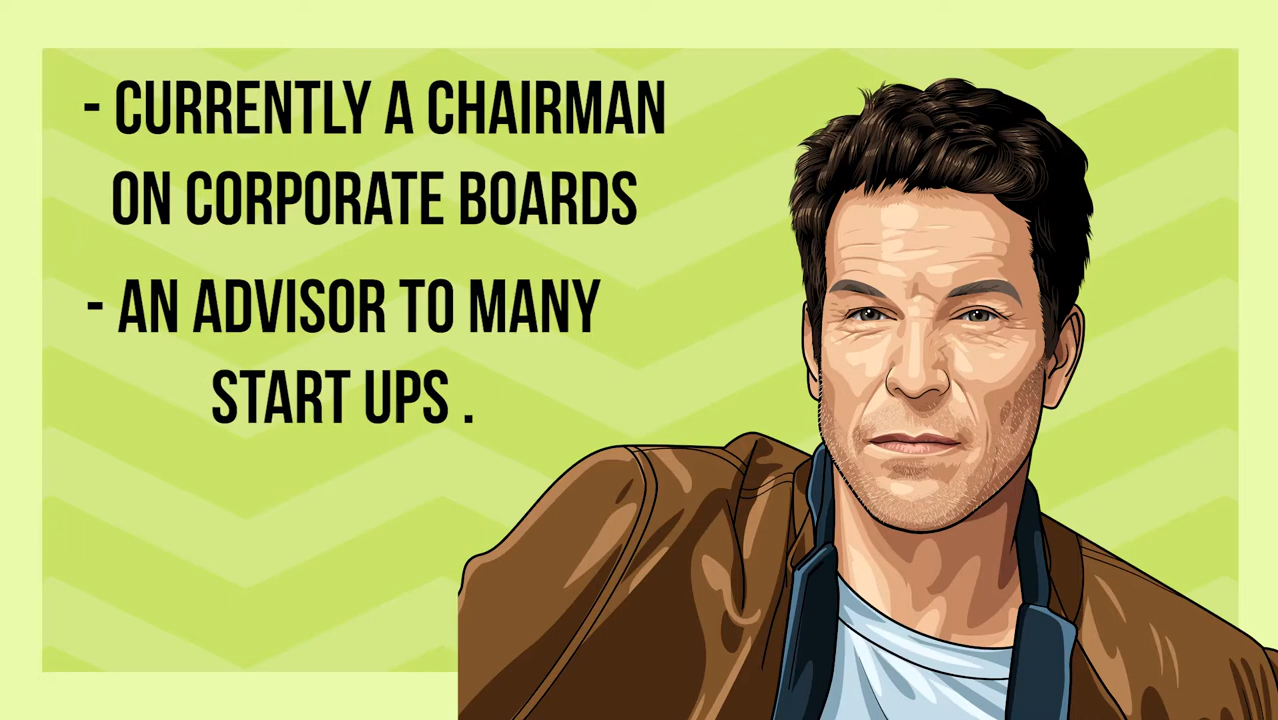 - CURRENTLY A CHAIRMAN
ON CORPORATE BOARDS
- AN ADVISOR TO MANY
START UPS .